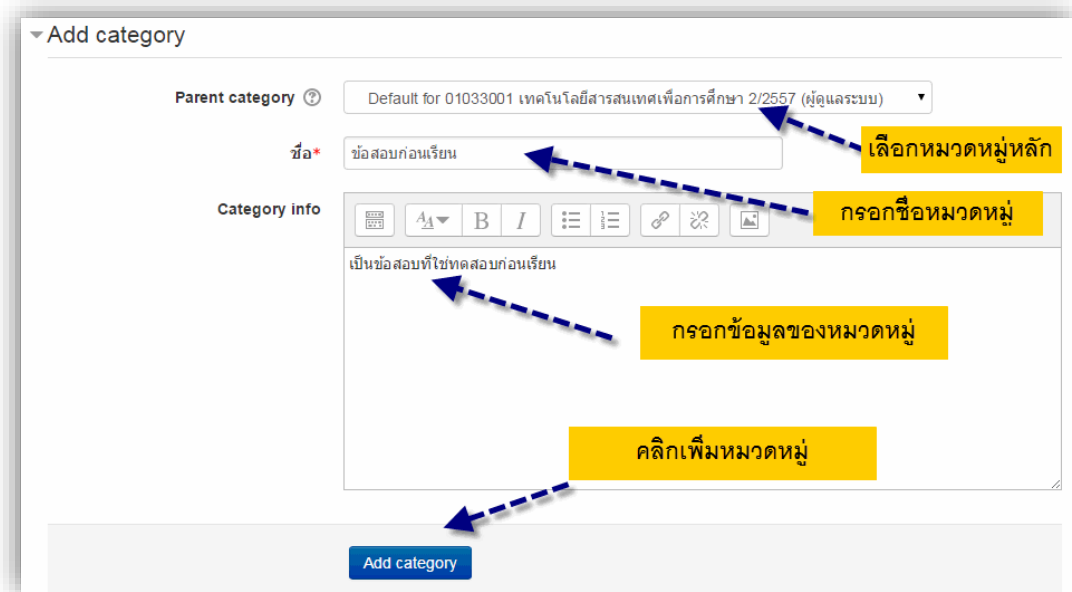 Add category
Parent category
Default for 01033001 เทคโนโลยีสารสนเทศเพื่อการศึกษา 2/2557 (ผู้ดูแลระบบ)
เลือกหมวดหมู่หลัก
ชื่อ*
ข้อสอบก่อนเรียน
กรอกชื่อหมวดหมู่
Category info
เป็นข้อสอบที่ใช่ทดสอบก่อนเรียน
กรอกข้อมูลของหมวดหมู่
คลิกเพิ่มหมวดหมู่
Add category